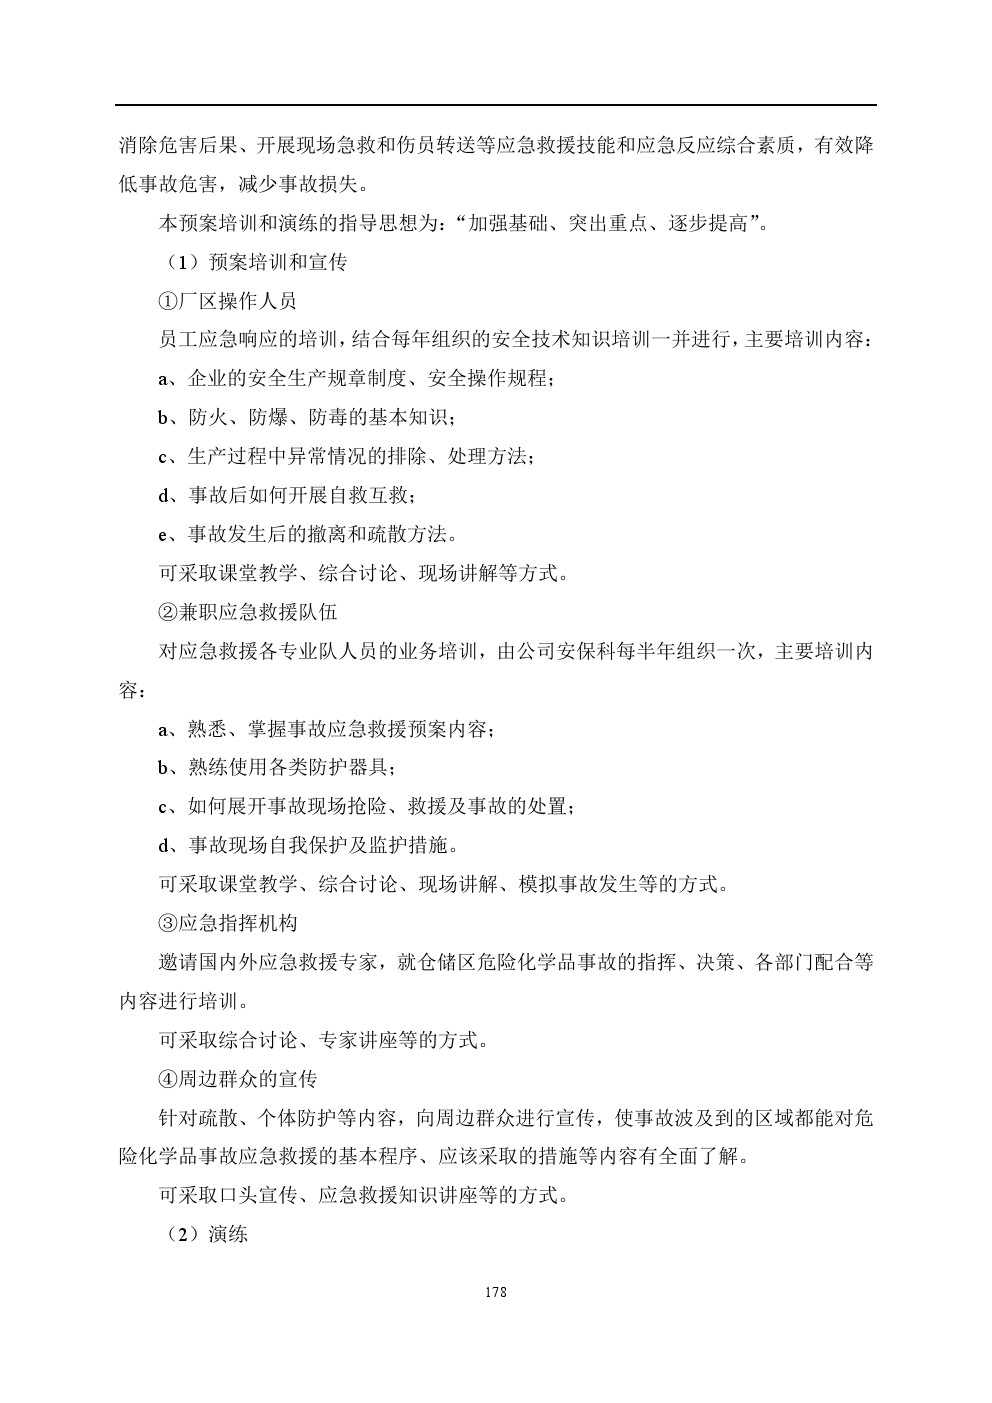 消除危害后果、开展现场急救和伤员转送等应急救援技能和应急反应综合素质，有效降
低事故危害，减少事故损失。
本预案培训和演练的指导思想为：“加强基础、突出重点、逐步提高”。
（1）预案培训和宣传
①厂区操作人员
员工应急响应的培训，结合每年组织的安全技术知识培训一并进行，主要培训内容：
a、企业的安全生产规章制度、安全操作规程；
b、防火、防爆、防毒的基本知识；
c、生产过程中异常情况的排除、处理方法；
d、事故后如何开展自救互救；
e、事故发生后的撤离和疏散方法。
可采取课堂教学、综合讨论、现场讲解等方式。
②兼职应急救援队伍
对应急救援各专业队人员的业务培训，由公司安保科每半年组织一次，主要培训内
容：
a、熟悉、掌握事故应急救援预案内容；
b、熟练使用各类防护器具；
c、如何展开事故现场抢险、救援及事故的处置；
d、事故现场自我保护及监护措施。
可采取课堂教学、综合讨论、现场讲解、模拟事故发生等的方式。
③应急指挥机构
邀请国内外应急救援专家，就仓储区危险化学品事故的指挥、决策、各部门配合等
内容进行培训。
可采取综合讨论、专家讲座等的方式。
④周边群众的宣传
针对疏散、个体防护等内容，向周边群众进行宣传，使事故波及到的区域都能对危
险化学品事故应急救援的基本程序、应该采取的措施等内容有全面了解。
可采取口头宣传、应急救援知识讲座等的方式。
（2）演练
178